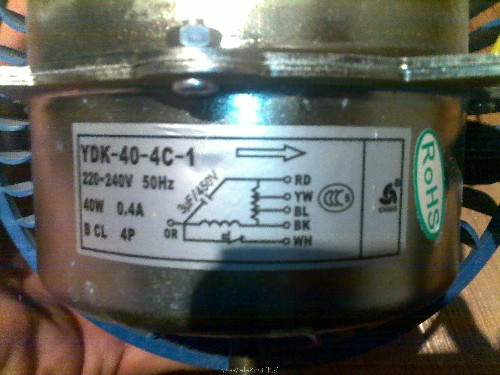 YDK-40-4C-1
220-240V 50Hz
40W 0.4A
B CL 4P
3uF/450V
RD
YW
BL
BK
WH
OR
CCC
RoHS